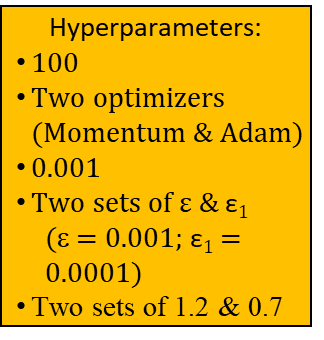 Hyperparameters:
• 100
• Two optimizers
(Momentum & Adam)
• 0.001
• Two sets of ε & ε₁
(ε = 0.001; ε₁ =
0.0001)
• Two sets of 1.2 & 0.7